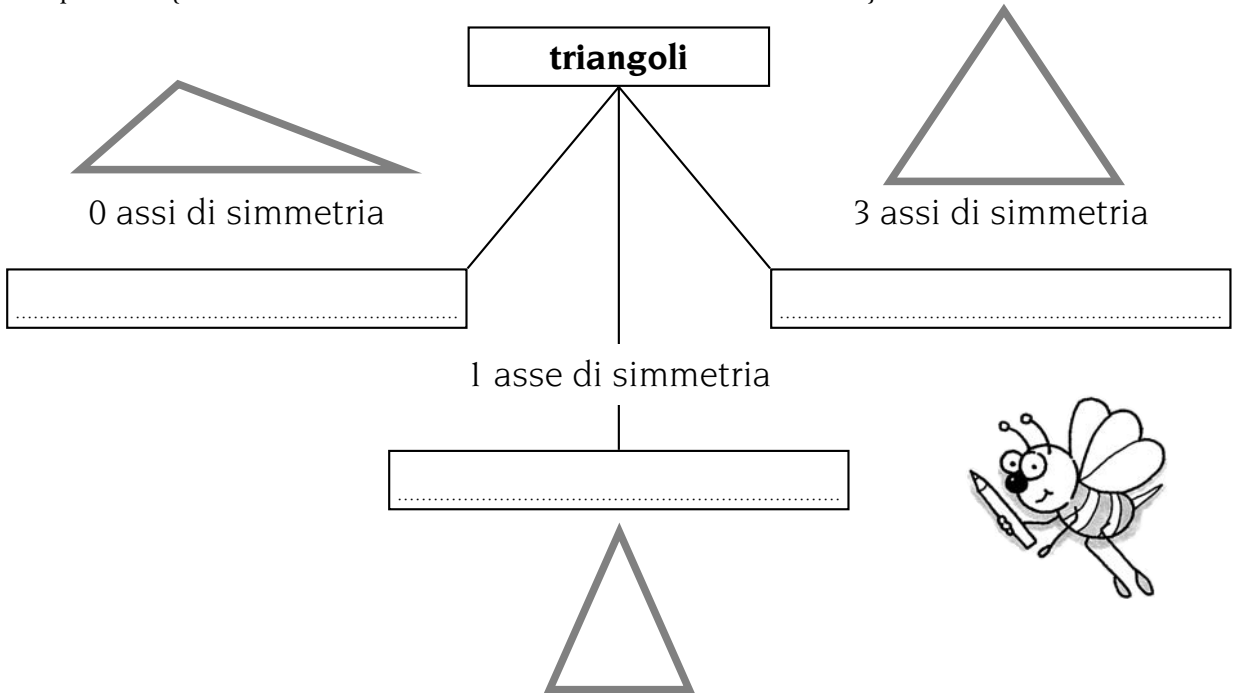 triangoli
0 assi di simmetria
3 assi di simmetria
1 asse di simmetria